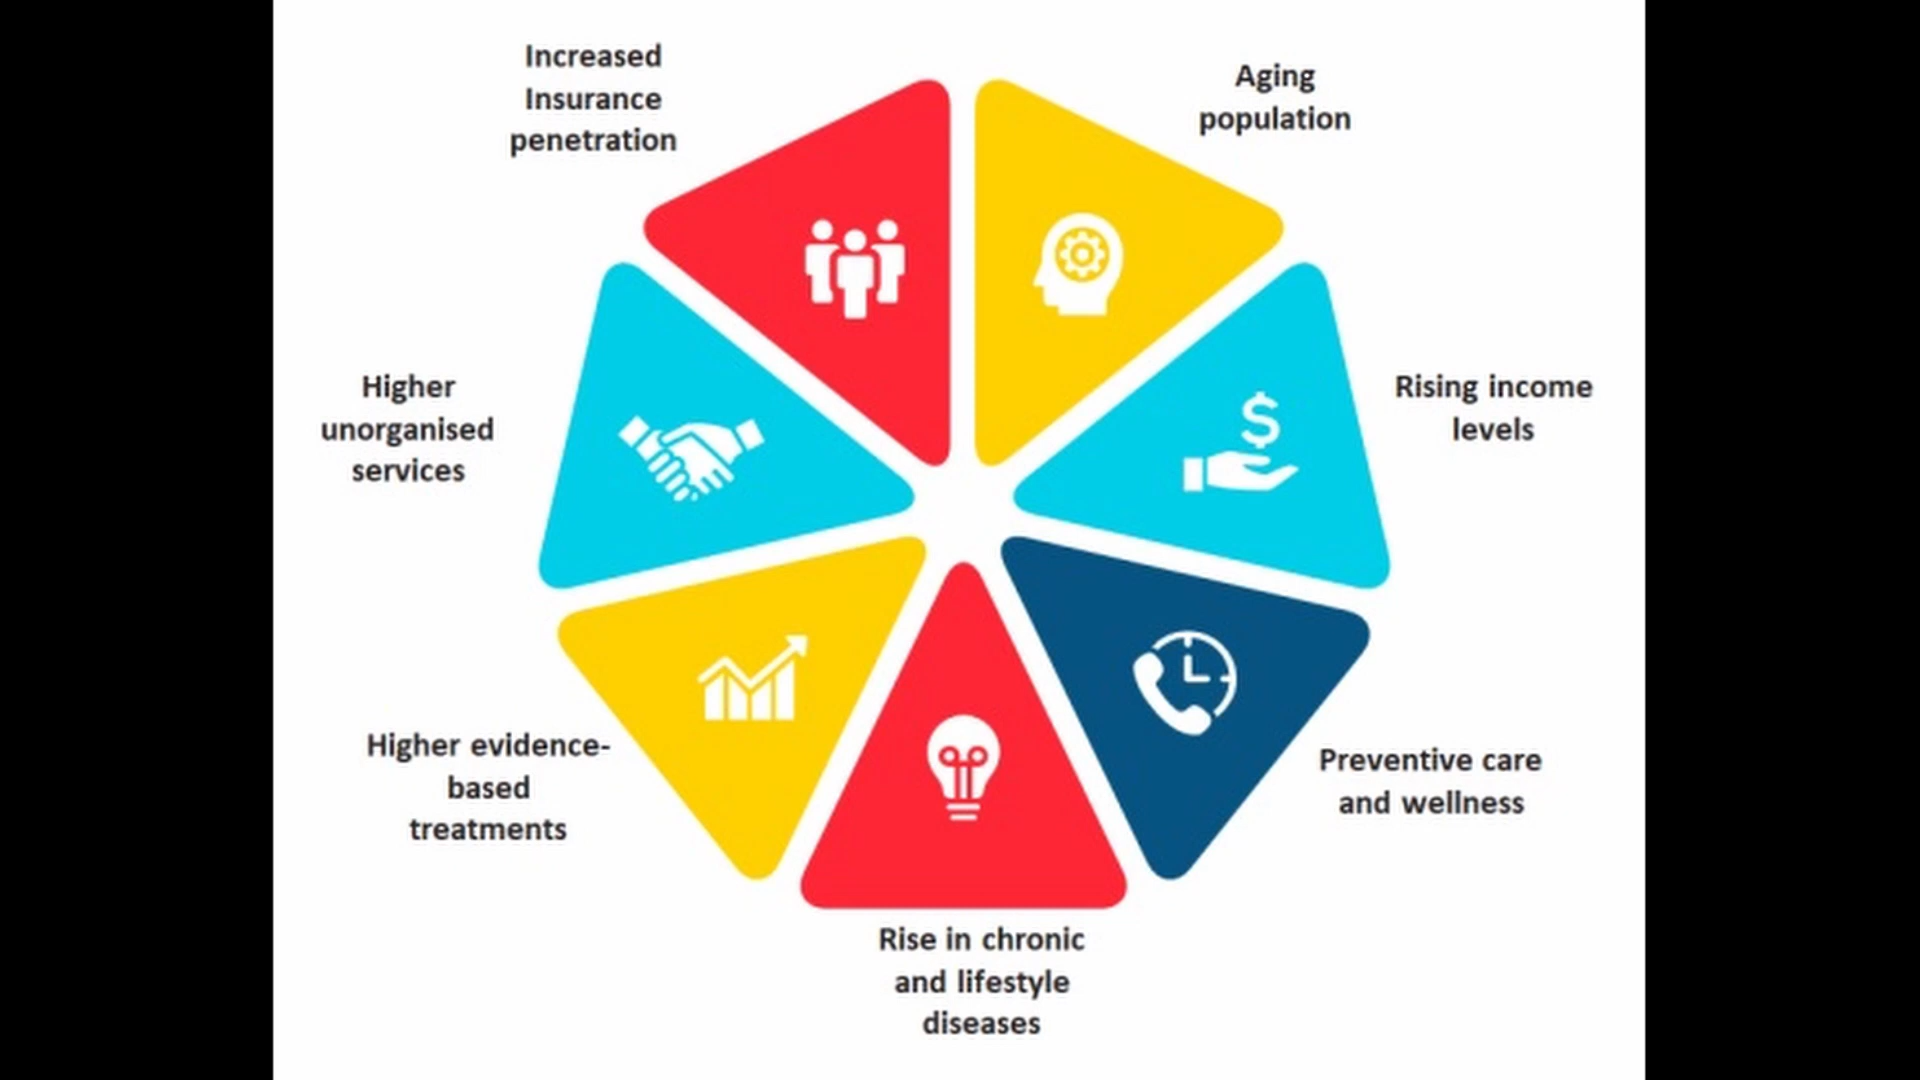 Increased
Insurance
penetration
Aging
population
Higher
unorganised
services
Rising income
levels
Higher evidence-
based
treatments
Preventive care
and wellness
Rise in chronic
and lifestyle
diseases
$